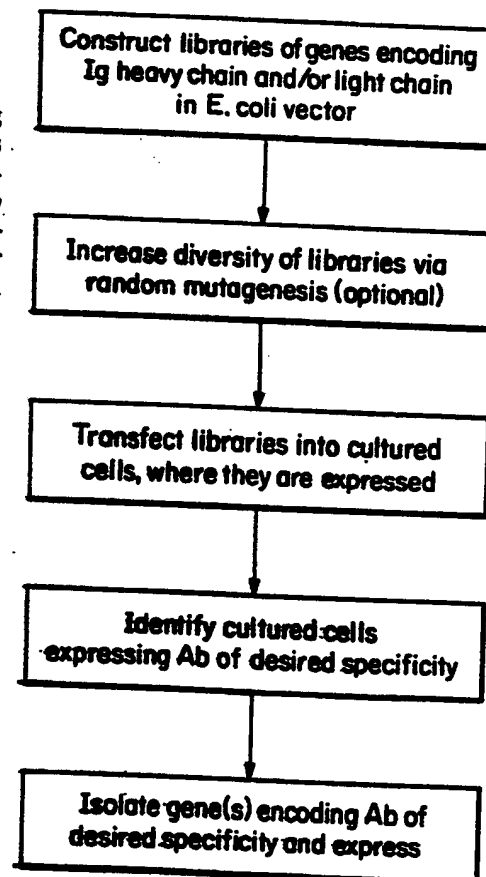 Construct libraries of genes encoding
Ig heavy chain and/or light chain
in E. coli vector
Increase diversity of libraries via
random mutagenesis (optional)
Transfect libraries into cultured
cells, where they are expressed
Identify cultured cells
expressing Ab of desired specificity
Isolate gene(s) encoding Ab of
desired specificity and express